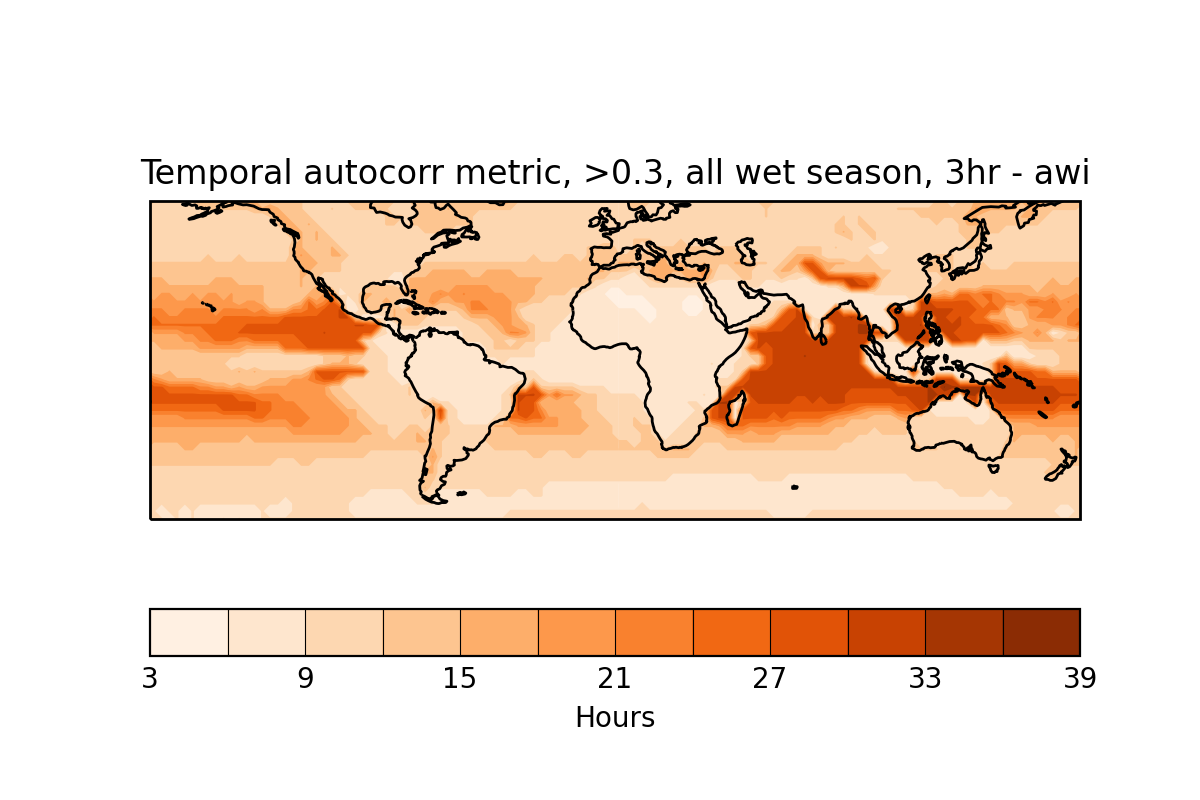 Temporal autocorr metric, >0.3, all wet season, 3hr - awi
3 9 15 21 27 33 39
Hours